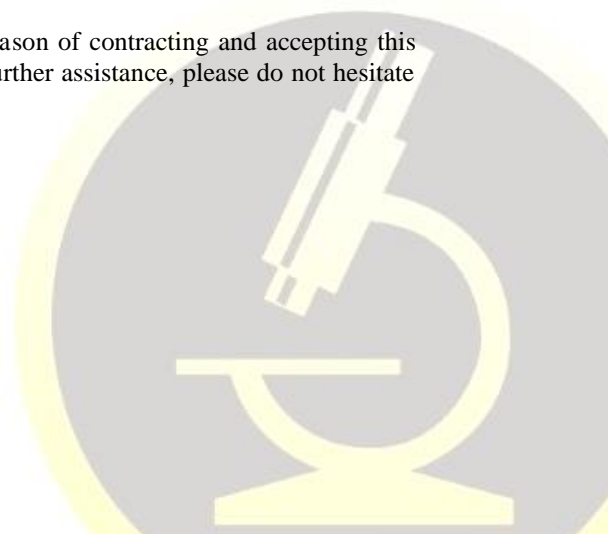 ason of contracting and accepting this
urther assistance, please do not hesitate